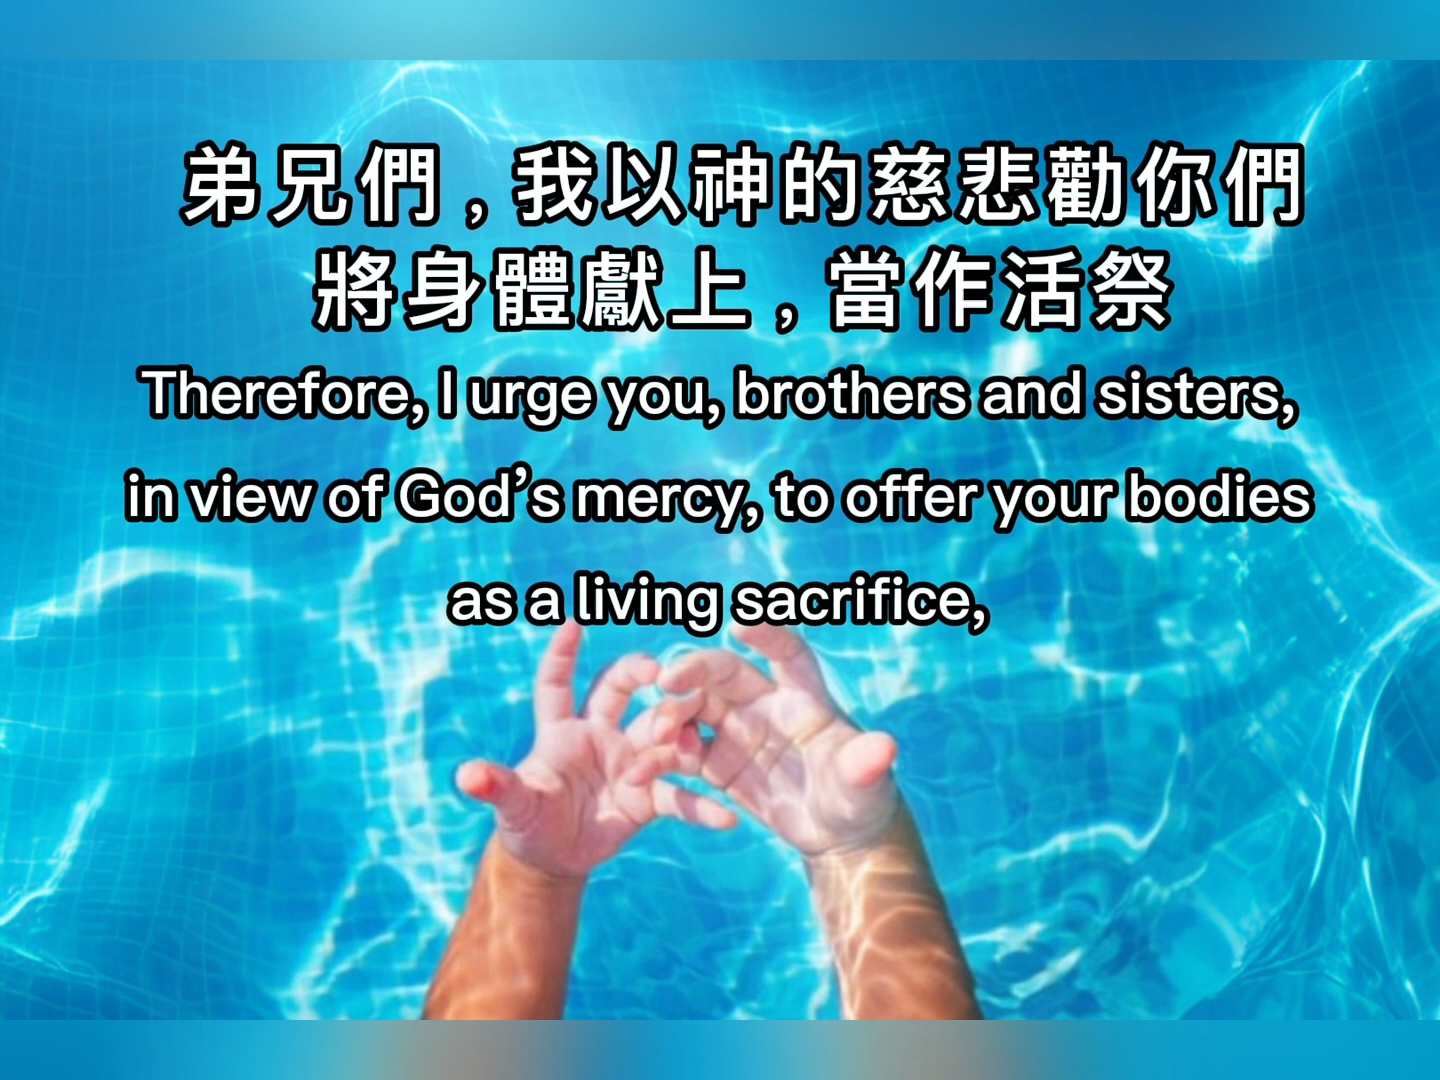 弟兄們，我以神的慈悲勸你們
將身體獻上，當作活祭
Therefore, I urge you, brothers and sisters,
in view of God’s mercy, to offer your bodies
as a living sacrifice,